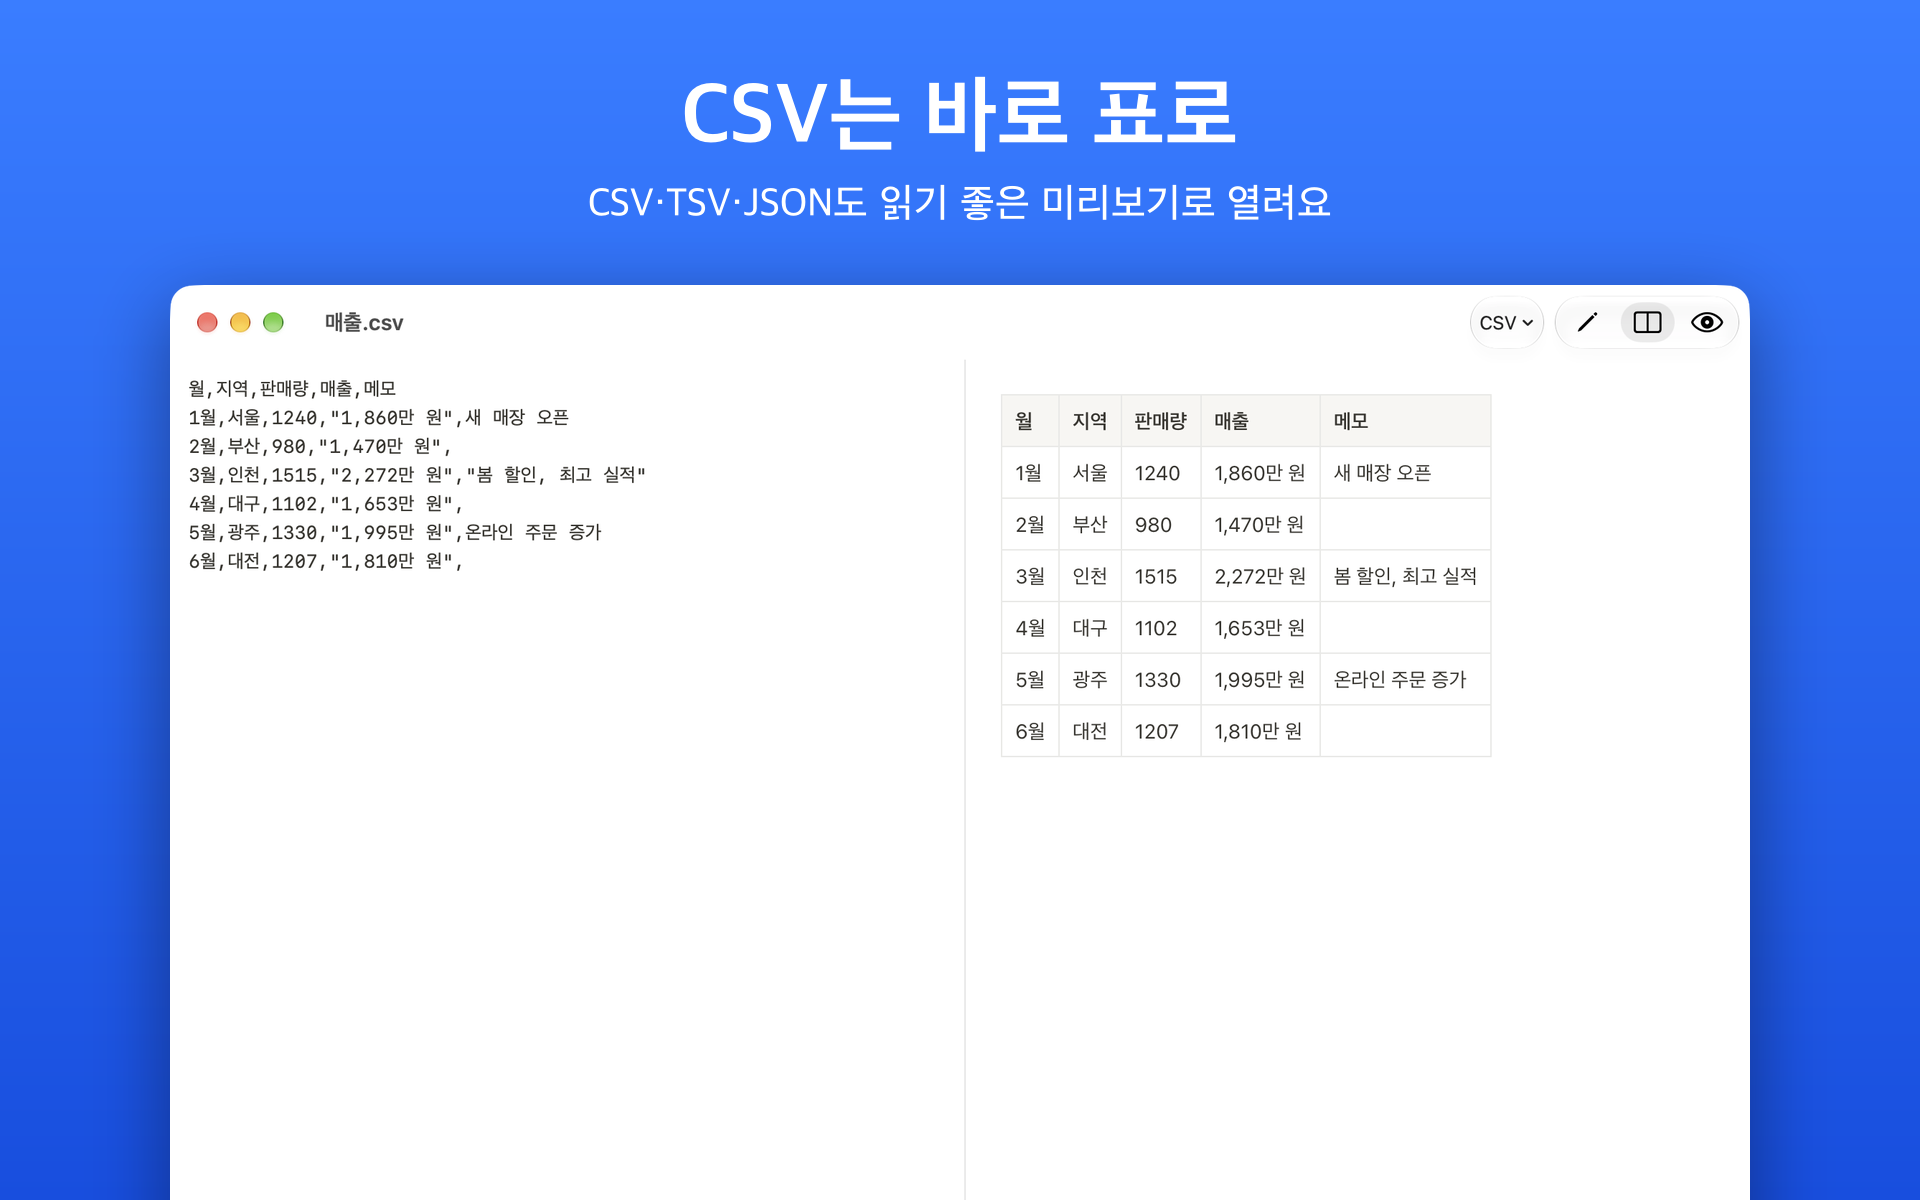 CSV는 바로 표로
CSV·TSV·JSON도 읽기 좋은 미리보기로 열려요
매출.csv
CSV
월,지역,판매량,매출,메모
1월,서울,1240,"1,860만 원",새 매장 오픈
2월,부산,980,"1,470만 원",
3월,인천,1515,"2,272만 원","봄 할인, 최고 실적"
4월,대구,1102,"1,653만 원",
5월,광주,1330,"1,995만 원",온라인 주문 증가
6월,대전,1207,"1,810만 원",
월 지역 판매량 매출 메모
1월 서울 1240 1,860만 원 새 매장 오픈
2월 부산 980 1,470만 원
3월 인천 1515 2,272만 원 봄 할인, 최고 실적
4월 대구 1102 1,653만 원
5월 광주 1330 1,995만 원 온라인 주문 증가
6월 대전 1207 1,810만 원